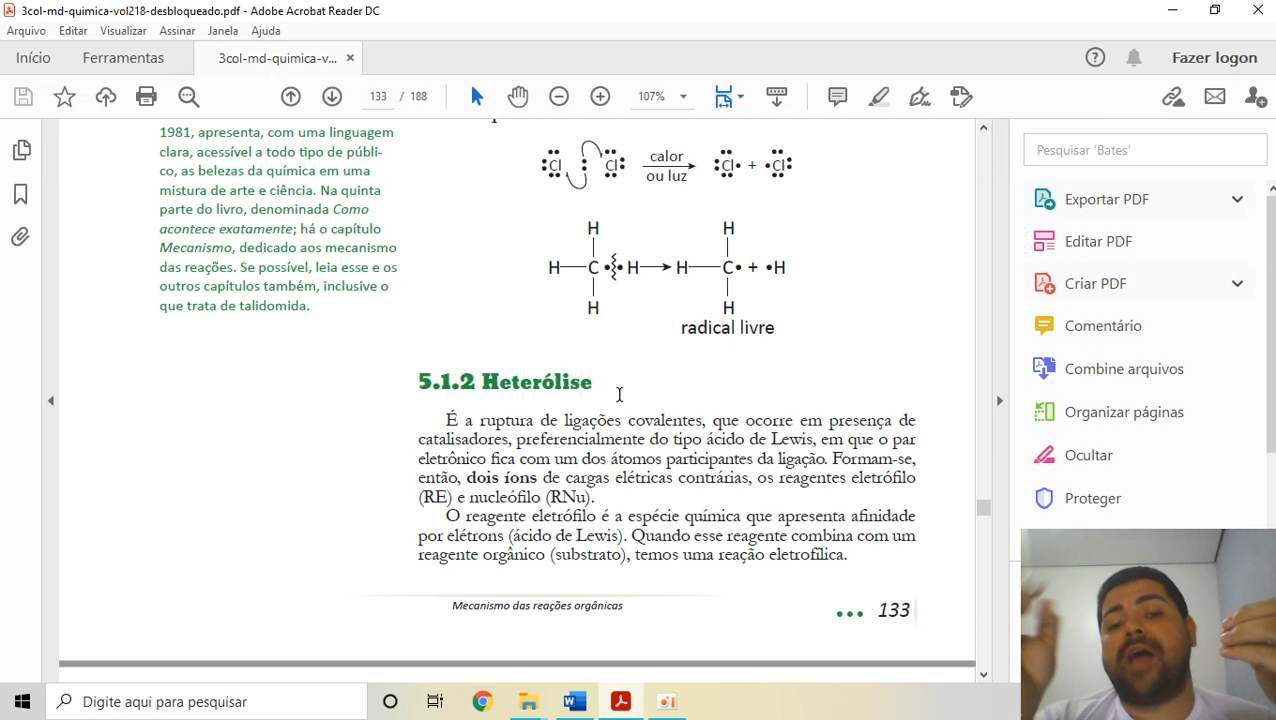 3col-md-quimica-vol218-desbloqueado.pdf - Adobe Acrobat Reader DC
Arquivo Editar Visualizar Assinar Janela Ajuda
Início Ferramentas 3col-md-quimica-v... × Fazer logon
133 / 188 107%
1981, apresenta, com uma linguagem
clara, acessível a todo tipo de públi-
co, as belezas da química em uma
mistura de arte e ciência. Na quinta
parte do livro, denominada Como
acontece exatamente; há o capítulo
Mecanismo, dedicado aos mecanismo
das reações. Se possível, leia esse e os
outros capítulos também, inclusive o
que trata de talidomida.
Cl Cl calor Cl + Cl
ou luz
H H
H C H H C + H
H H
radical livre
5.1.2 Heterólise
É a ruptura de ligações covalentes, que ocorre em presença de
catalisadores, preferencialmente do tipo ácido de Lewis, em que o par
eletrônico fica com um dos átomos participantes da ligação. Formam-se,
então, dois íons de cargas elétricas contrárias, os reagentes eletrófilo
(RE) e nucleófilo (RNu).
O reagente eletrófilo é a espécie química que apresenta afinidade
por elétrons (ácido de Lewis). Quando esse reagente combina com um
reagente orgânico (substrato), temos uma reação eletrofílica.
Mecanismo das reações orgânicas
••• 133
Pesquisar 'Bates'
Exportar PDF
Editar PDF
Criar PDF
Comentário
Combine arquivos
Organizar páginas
Ocultar
Proteger
Digite aqui para pesquisar